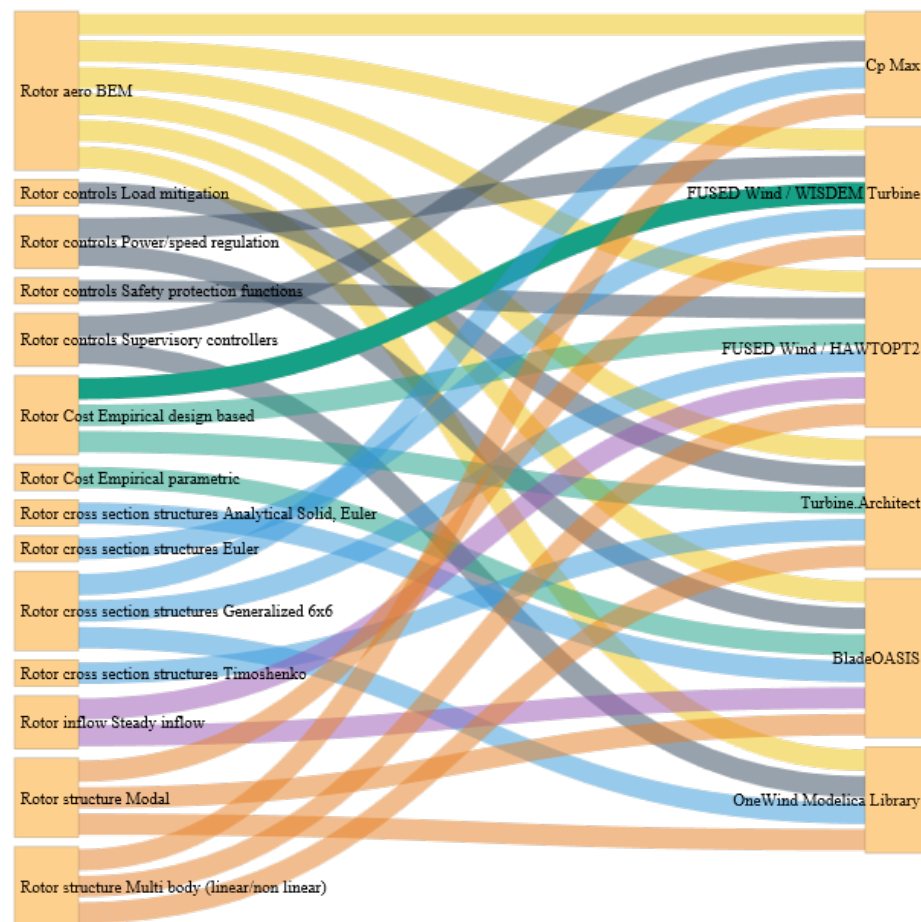 Rotor aero BEM
Rotor controls Load mitigation
Rotor controls Power/speed regulation
Rotor controls Safety protection functions
Rotor controls Supervisory controllers
Rotor Cost Empirical design based
Rotor Cost Empirical parametric
Rotor cross section structures Analytical Solid, Euler
Rotor cross section structures Euler
Rotor cross section structures Generalized 6x6
Rotor cross section structures Timoshenko
Rotor inflow Steady inflow
Rotor structure Modal
Rotor structure Multi body (linear/non linear)
Cp Max
FUSED Wind / WISDEM Turbine
FUSED Wind / HAWTOPT2
Turbine.Architect
BladeOASIS
OneWind Modelica Library